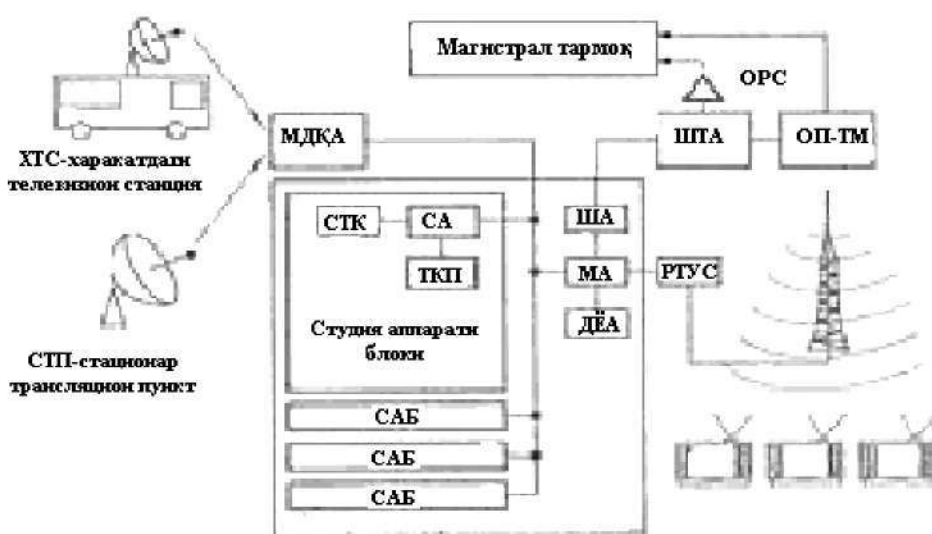 Магистрал тармоқ
ОРС
МДҚА
ШТА
ОП-ТМ
ХТС-харакатдаги
телевизион станция
СТК
СА
ША
ТКП
МА
РТУС
ДЁА
Студия аппарати
блоки
СТП-стационар
трансляцион пункт
САБ
САБ
САБ